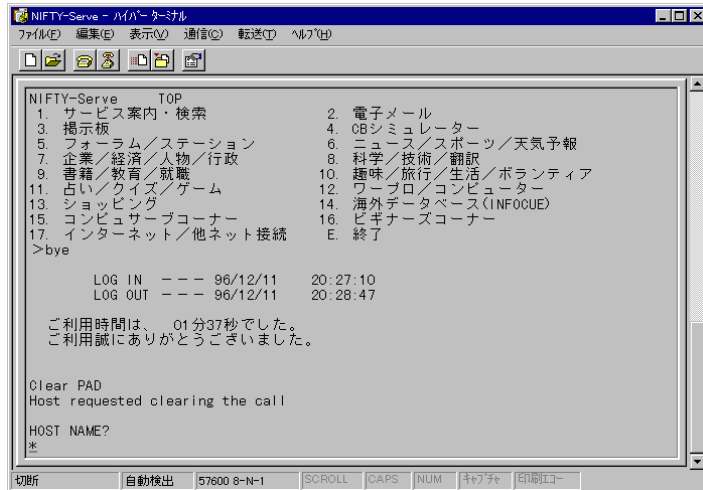 NIFTY-Serve - ﾊｲﾊﾟｰ ﾀｰﾐﾅﾙ
ﾌｧｲﾙ(F) 編集(E) 表示(V) 通信(C) 転送(T) ﾍﾙﾌﾟ(H)
NIFTY-Serve TOP
1. サービス案内・検索 2. 電子メール
3. 掲示板 4. CBシミュレーター
5. フォーラム／ステーション 6. ニュース／スポーツ／天気予報
7. 企業／経済／人物／行政 8. 科学／技術／翻訳
9. 書籍／教育／就職 10. 趣味／旅行／生活／ボランティア
11. 占い／クイズ／ゲーム 12. ワープロ／コンピューター
13. ショッピング 14. 海外データベース(INFOCUE)
15. コンピュサーブコーナー 16. ビギナーズコーナー
17. インターネット／他ネット接続 E. 終了
>bye
LOG IN ーーー 96/12/11 20:27:10
LOG OUT ーーー 96/12/11 20:28:47
ご利用時間は、 01分37秒でした。
ご利用誠にありがとうございました。
Clear PAD
Host requested clearing the call
HOST NAME?
*
切断 自動検出 57600 8-N-1 SCROLL CAPS NUM ｷｬﾌﾟﾁｬ 印刷ｴｺｰ